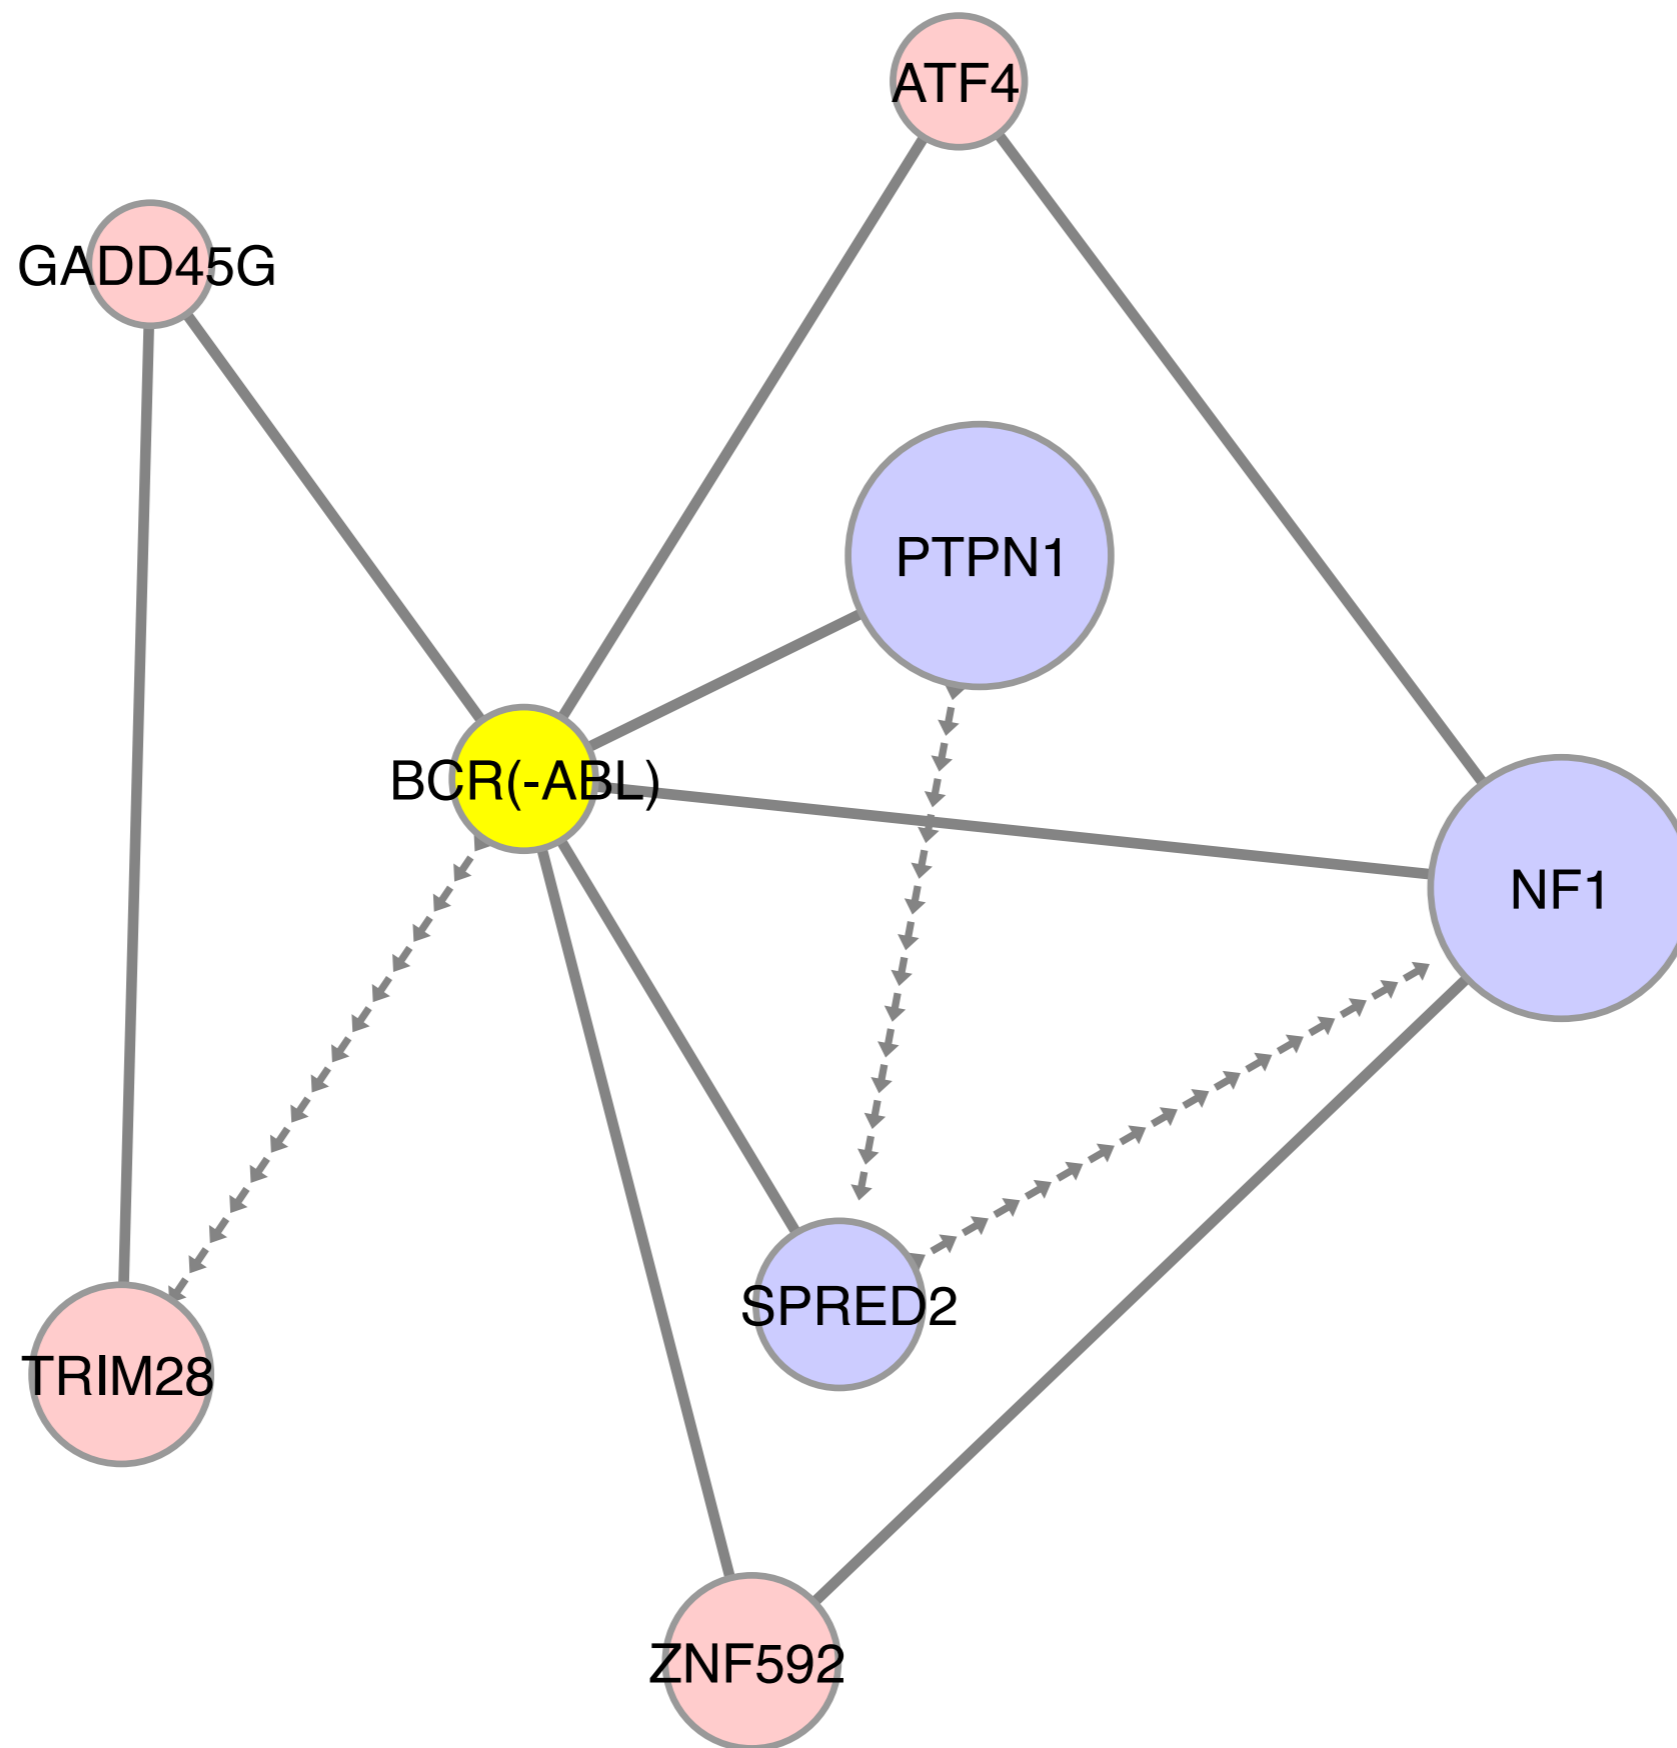 ATF4
GADD45G
PTPN1
BCR(-ABL)
NF1
SPRED2
TRIM28
ZNF592